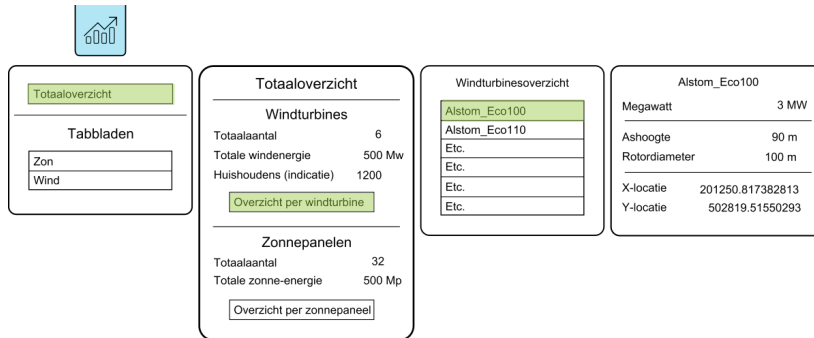 Totaaloverzicht
Tabbladen
Zon
Wind
Totaaloverzicht
Windturbines
Totaalaantal 6
Totale windenergie 500 Mw
Huishoudens (indicatie) 1200
Overzicht per windturbine
Zonnepanelen
Totaalaantal 32
Totale zonne-energie 500 Mp
Overzicht per zonnepaneel
Windturbinesoverzicht
Alstom_Eco100
Alstom_Eco110
Etc.
Etc.
Etc.
Etc.
Alstom_Eco100
Megawatt 3 MW
Ashoogte 90 m
Rotordiameter 100 m
X-locatie 201250.817382813
Y-locatie 502819.51550293